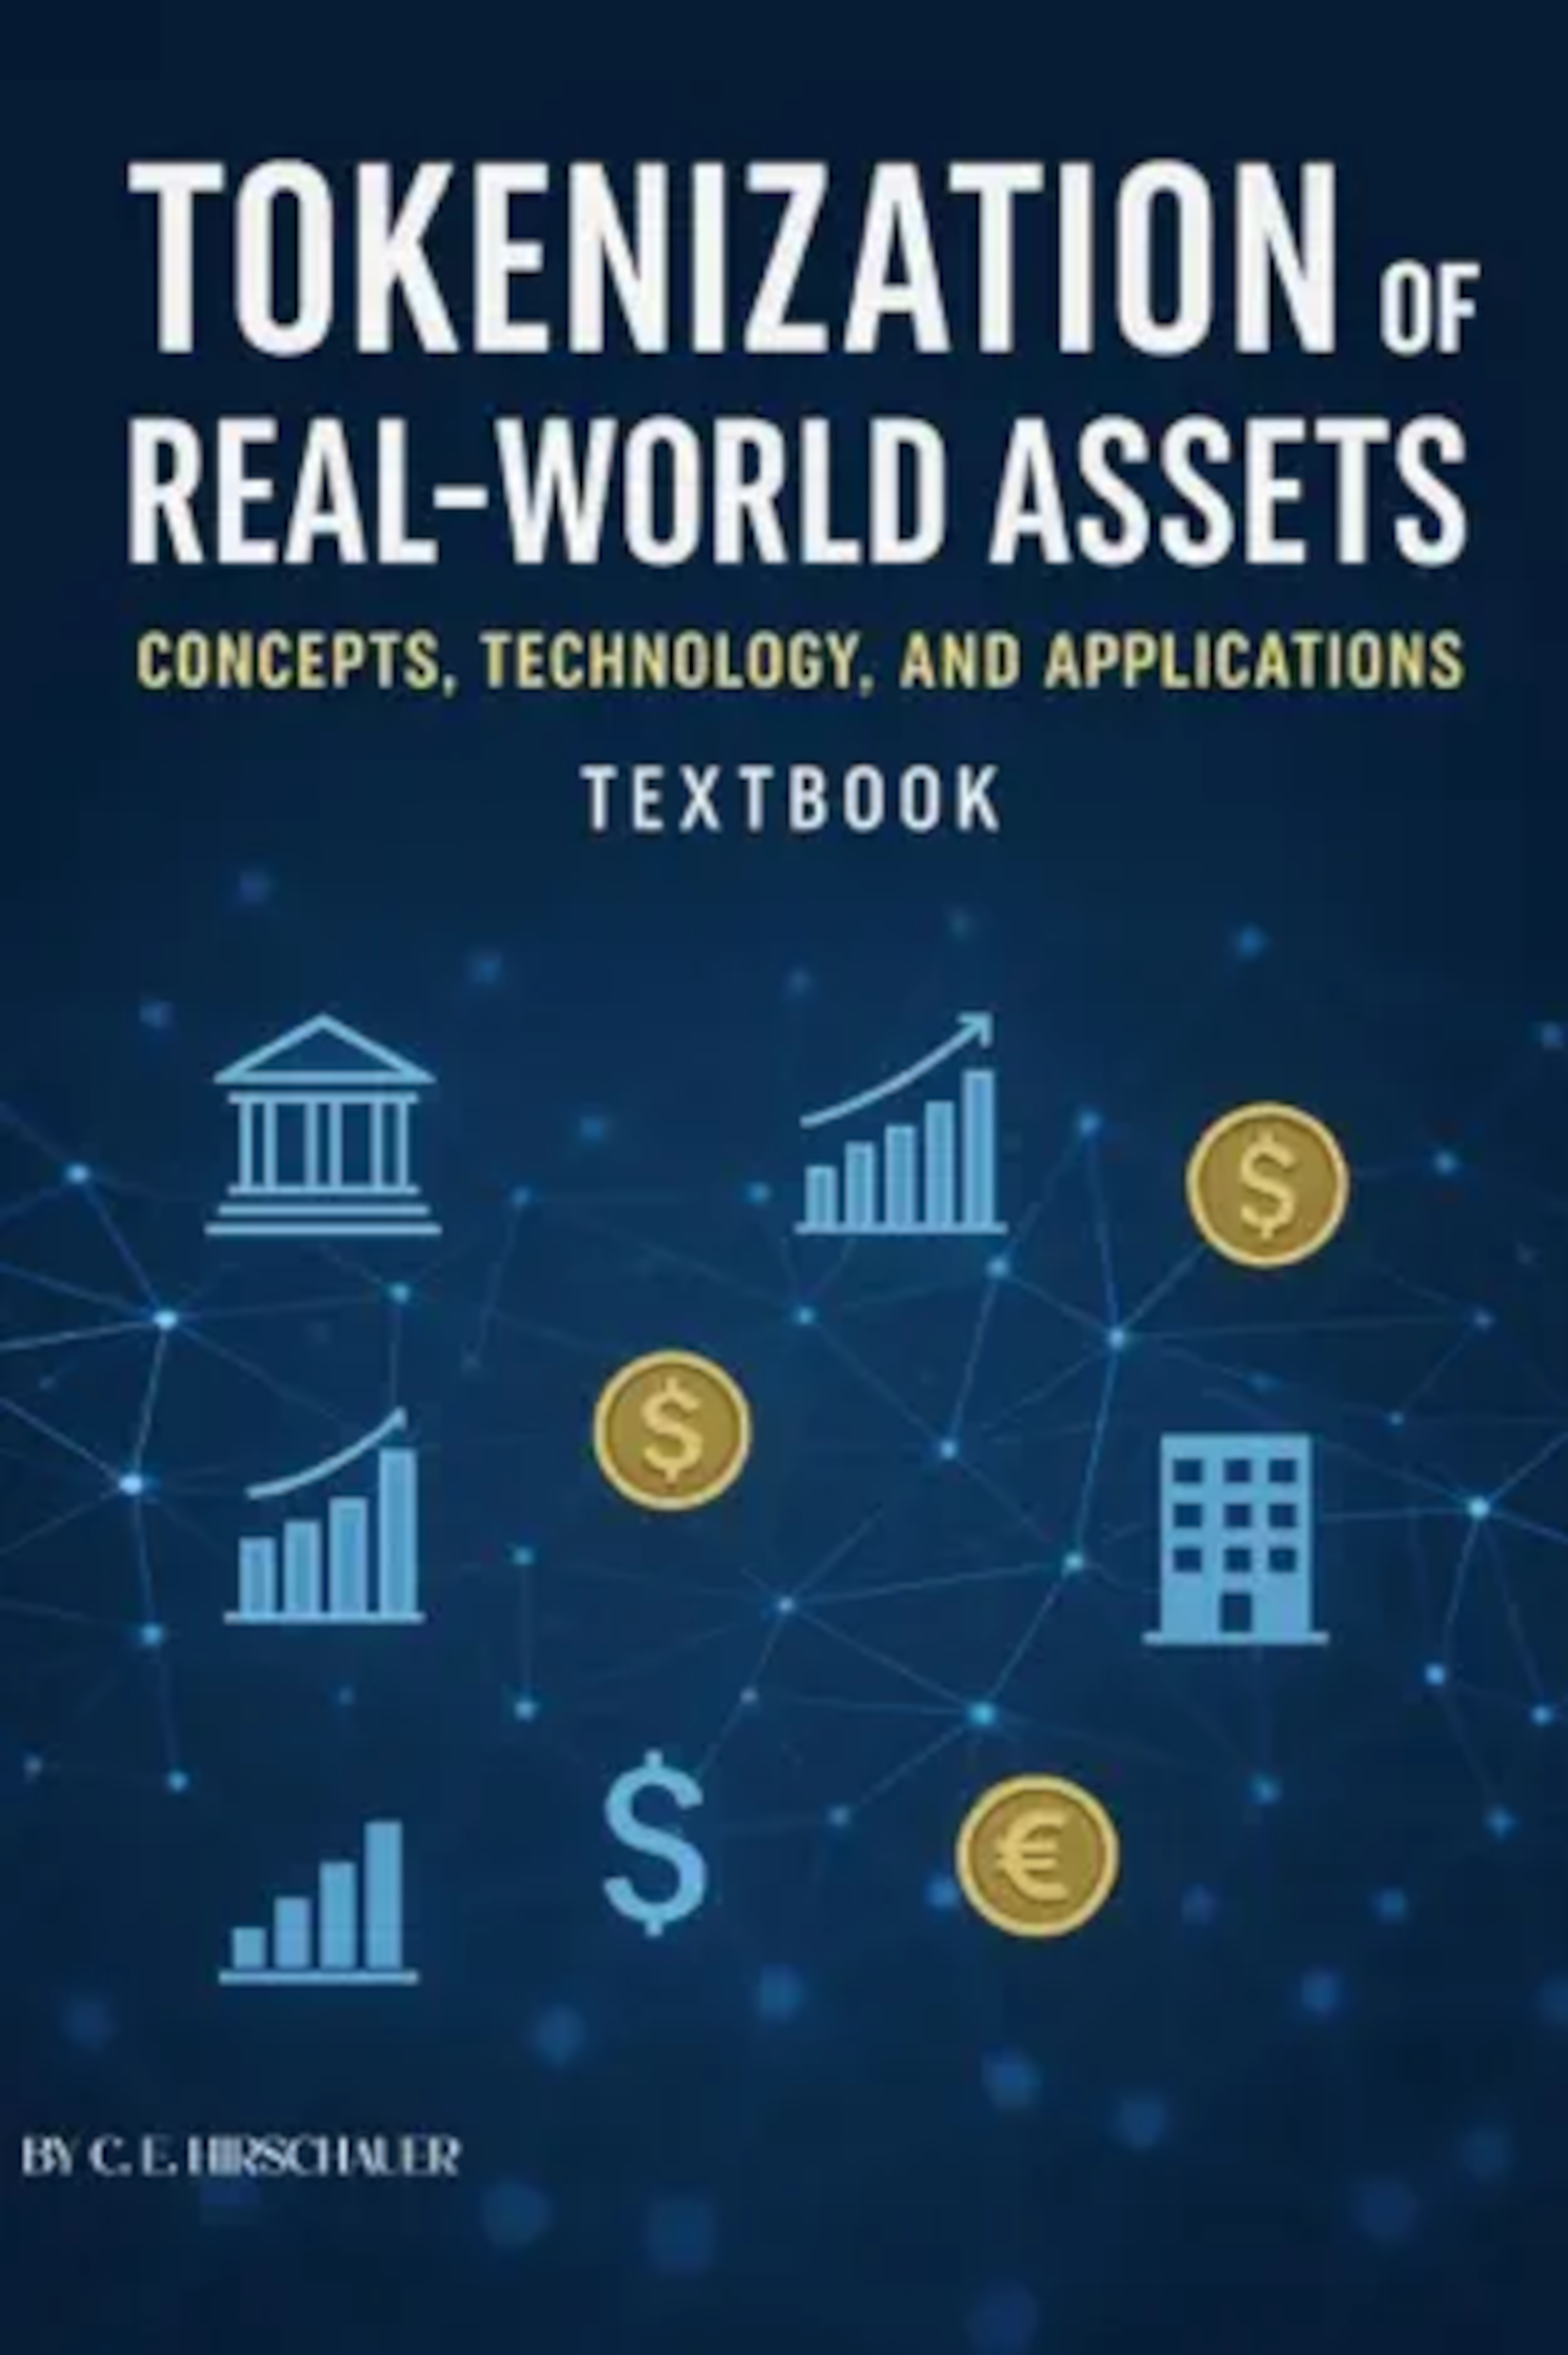 TOKENIZATION OF
REAL-WORLD ASSETS
CONCEPTS, TECHNOLOGY, AND APPLICATIONS
TEXTBOOK
$
$
$
€
BY C. E. HIRSCHAUER